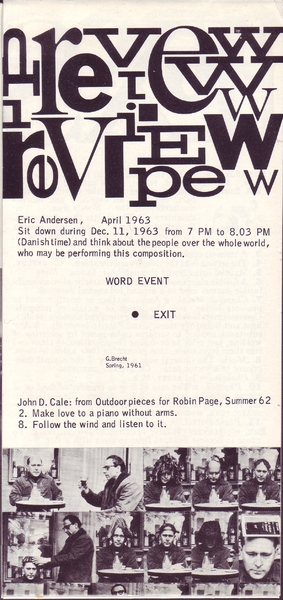 PreVieW
reVIEW
Eric Andersen, April 1963
Sit down during Dec. 11, 1963 from 7 PM to 8.03 PM
(Danish time) and think about the people over the whole world,
who may be performing this composition.
WORD EVENT
● EXIT
G.Brecht
Spring, 1961
John D. Cale: from Outdoor pieces for Robin Page, Summer 62
2. Make love to a piano without arms.
8. Follow the wind and listen to it.